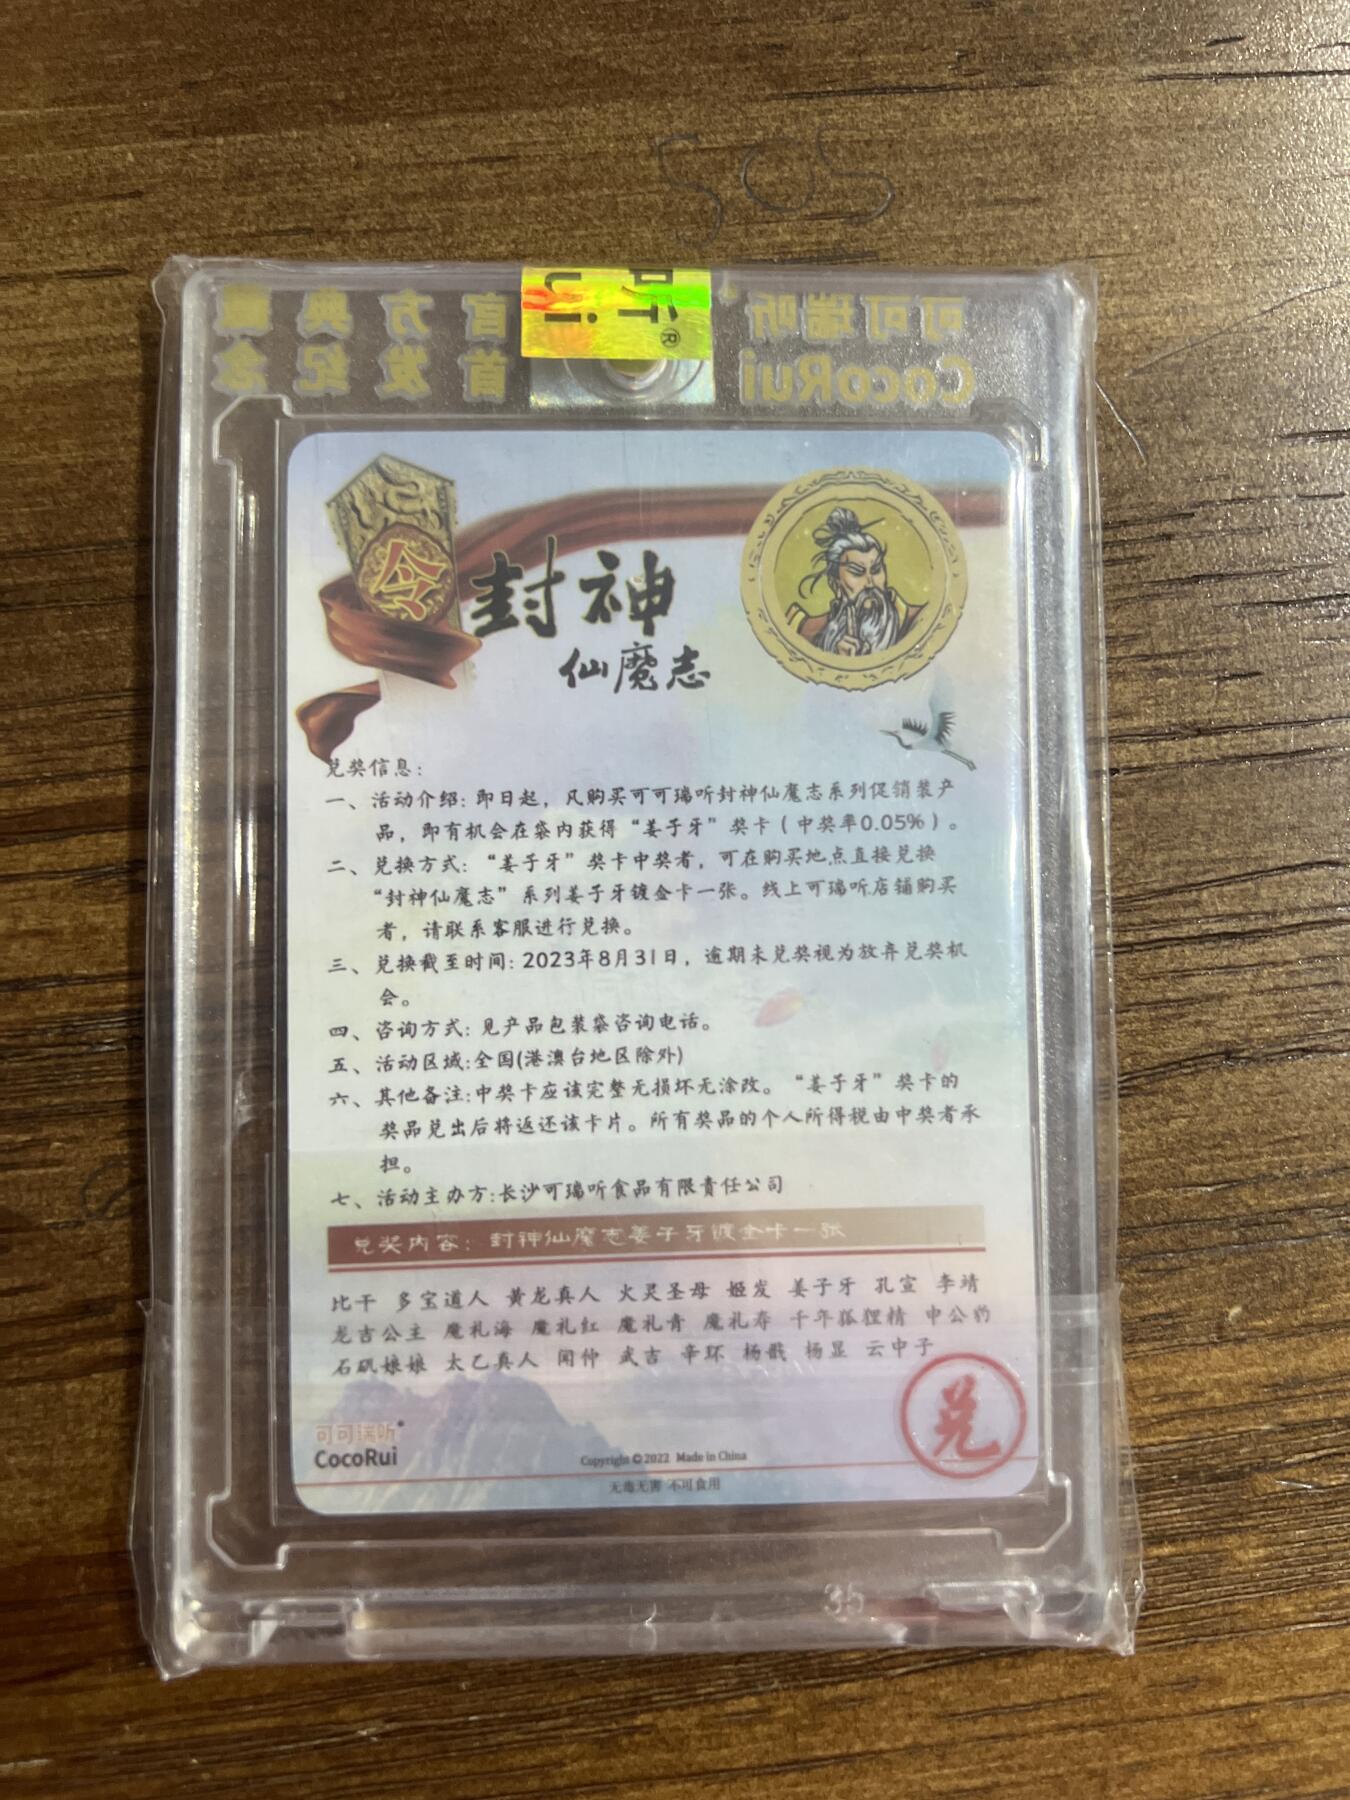 SOS
可可瑞听 官方典藏
CocoRui 首发纪念
听
ui
®
令
封神
仙魔志
兑奖信息:
一、活动介绍:即日起，凡购买可可瑞听封神仙魔志系列促销装产
品，即有机会在袋内获得“姜子牙”奖卡（中奖率0.05%）。
二、兑换方式:“姜子牙”奖卡中奖者，可在购买地点直接兑换
“封神仙魔志”系列姜子牙镀金卡一张。线上可瑞听店铺购买
者，请联系客服进行兑换。
三、兑换截至时间:2023年8月31日，逾期未兑奖视为放弃兑奖机
会。
四、咨询方式:见产品包装袋咨询电话。
五、活动区域:全国(港澳台地区除外)
六、其他备注:中奖卡应该完整无损坏无涂改。“姜子牙”奖卡的
奖品兑出后将返还该卡片。所有奖品的个人所得税由中奖者承
担。
七、活动主办方:长沙可瑞听食品有限责任公司
兑奖内容：封神仙魔志姜子牙镀金卡一张
比干 多宝道人 黄龙真人 火灵圣母 姬发 姜子牙 孔宣 李靖
龙吉公主 魔礼海 魔礼红 魔礼青 魔礼寿 千年狐狸精 申公豹
石矶娘娘 太乙真人 闻仲 武吉 辛环 杨戬 杨显 云中子
兑
可可瑞听®
CocoRui
Copyright ©2022 Made in China
无毒无害 不可食用
35